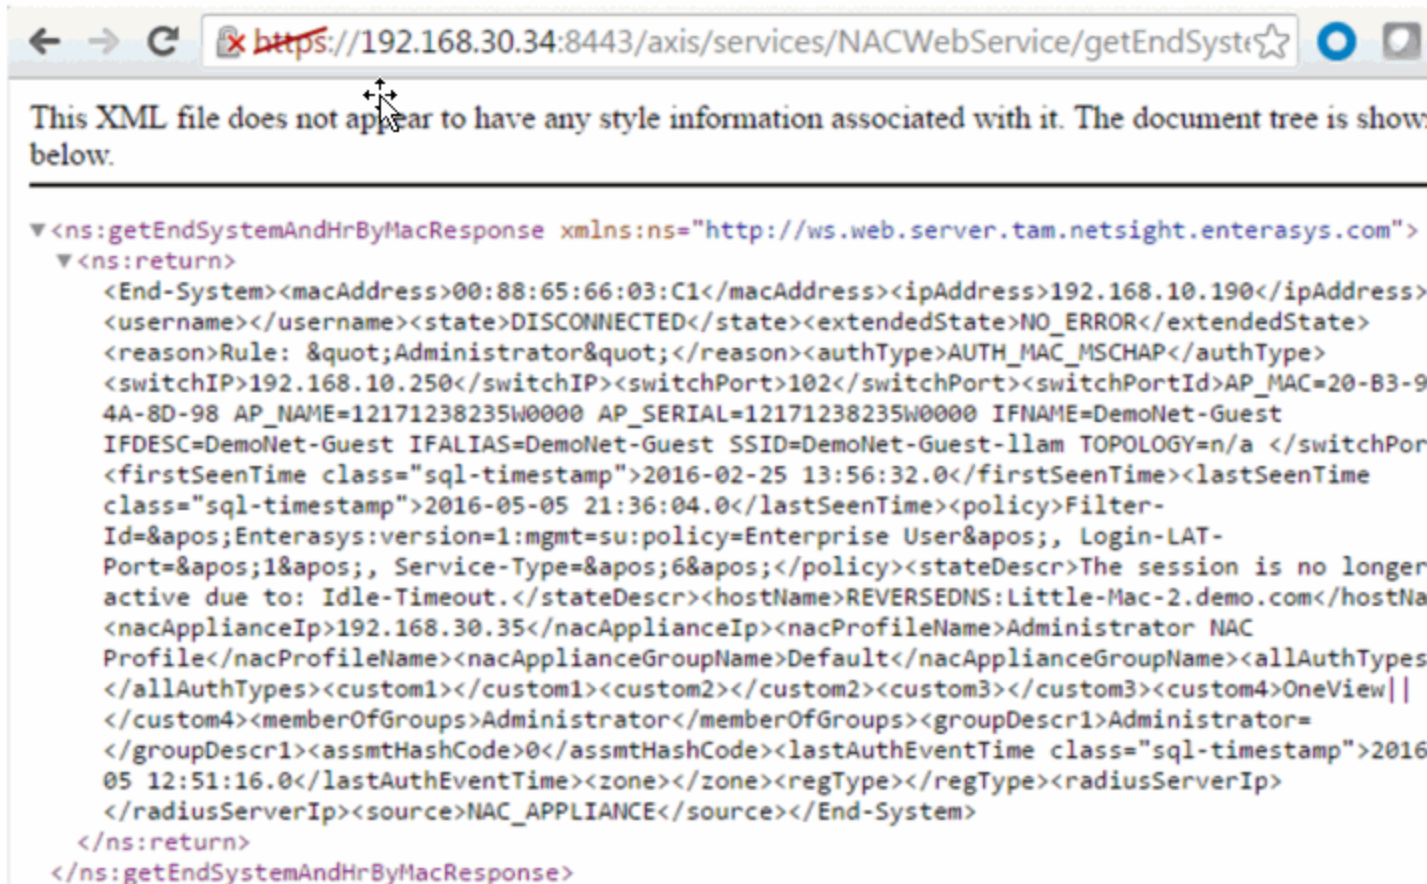 https://192.168.30.34:8443/axis/services/NACWebService/getEndSyste
This XML file does not appear to have any style information associated with it. The document tree is show
below.
▼<ns:getEndSystemAndHrByMacResponse xmlns:ns="http://ws.web.server.tam.netsight.enterasys.com">
▼<ns:return>
<End-System><macAddress>00:88:65:66:03:C1</macAddress><ipAddress>192.168.10.190</ipAddress>
<username></username><state>DISCONNECTED</state><extendedState>NO_ERROR</extendedState>
<reason>Rule: &quot;Administrator&quot;</reason><authType>AUTH_MAC_MSCHAP</authType>
<switchIP>192.168.10.250</switchIP><switchPort>102</switchPort><switchPortId>AP_MAC=20-B3-9
4A-8D-98 AP_NAME=12171238235W0000 AP_SERIAL=12171238235W0000 IFNAME=DemoNet-Guest
IFDESC=DemoNet-Guest IFALIAS=DemoNet-Guest SSID=DemoNet-Guest-llam TOPOLOGY=n/a </switchPor
<firstSeenTime class="sql-timestamp">2016-02-25 13:56:32.0</firstSeenTime><lastSeenTime
class="sql-timestamp">2016-05-05 21:36:04.0</lastSeenTime><policy>Filter-
Id=&apos;Enterasys:version=1:mgmt=su:policy=Enterprise User&apos;, Login-LAT-
Port=&apos;1&apos;, Service-Type=&apos;6&apos;</policy><stateDescr>The session is no longer
active due to: Idle-Timeout.</stateDescr><hostName>REVERSEDNS:Little-Mac-2.demo.com</hostNa
<nacApplianceIp>192.168.30.35</nacApplianceIp><nacProfileName>Administrator NAC
Profile</nacProfileName><nacApplianceGroupName>Default</nacApplianceGroupName><allAuthTypes
</allAuthTypes><custom1></custom1><custom2></custom2><custom3></custom3><custom4>OneView||
</custom4><memberOfGroups>Administrator</memberOfGroups><groupDescr1>Administrator=
</groupDescr1><assmtHashCode>0</assmtHashCode><lastAuthEventTime class="sql-timestamp">2016
05 12:51:16.0</lastAuthEventTime><zone></zone><regType></regType><radiusServerIp>
</radiusServerIp><source>NAC_APPLIANCE</source></End-System>
</ns:return>
</ns:getEndSystemAndHrByMacResponse>